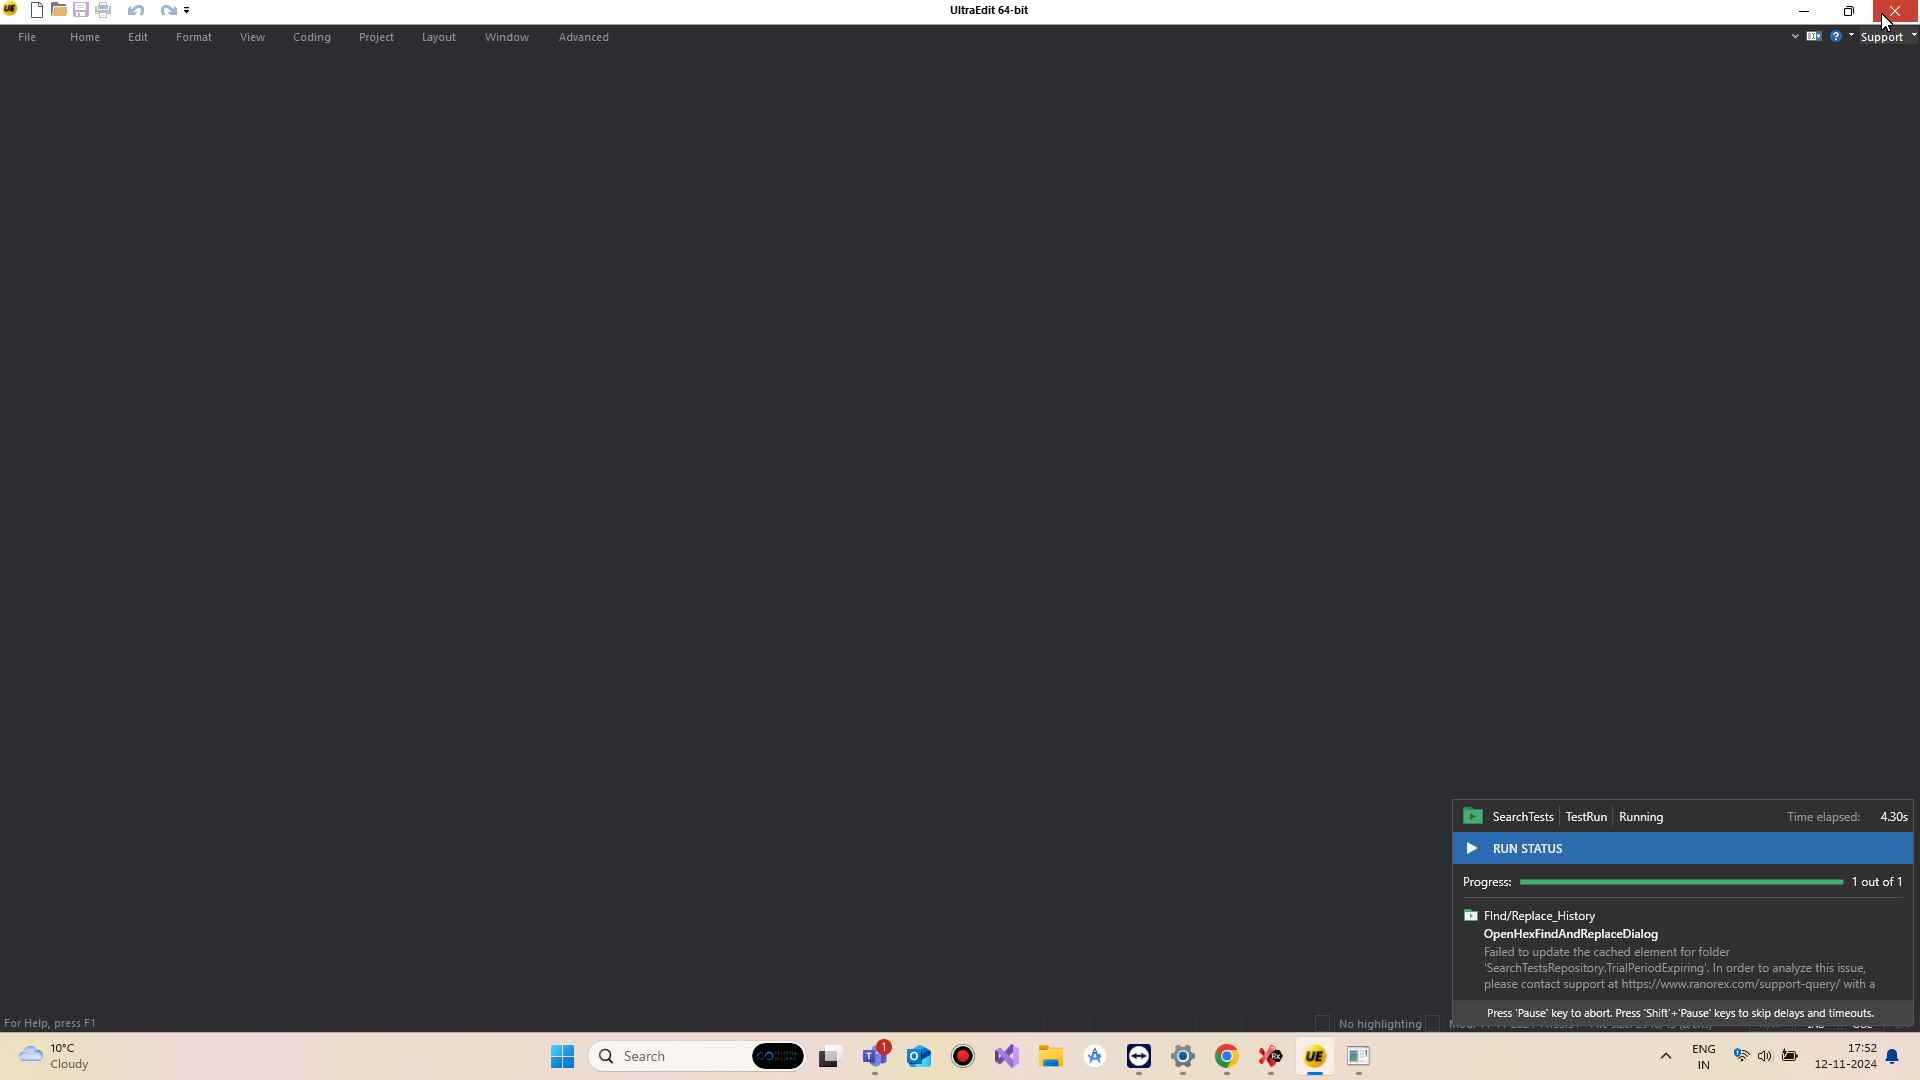 UltraEdit 64-bit
File Home Edit Format View Coding Project Layout Window Advanced
Support
SearchTests TestRun Running Time elapsed: 4.30s
RUN STATUS
Progress: 1 out of 1
FInd/Replace_History
OpenHexFindAndReplaceDialog
Failed to update the cached element for folder
'SearchTestsRepository.TrialPeriodExpiring'. In order to analyze this issue,
please contact support at https://www.ranorex.com/support-query/ with a
Press 'Pause' key to abort. Press 'Shift'+'Pause' keys to skip delays and timeouts.
For Help, press F1
No highlighting
10°C
Cloudy
Search
1
UE
ENG
IN
17:52
12-11-2024